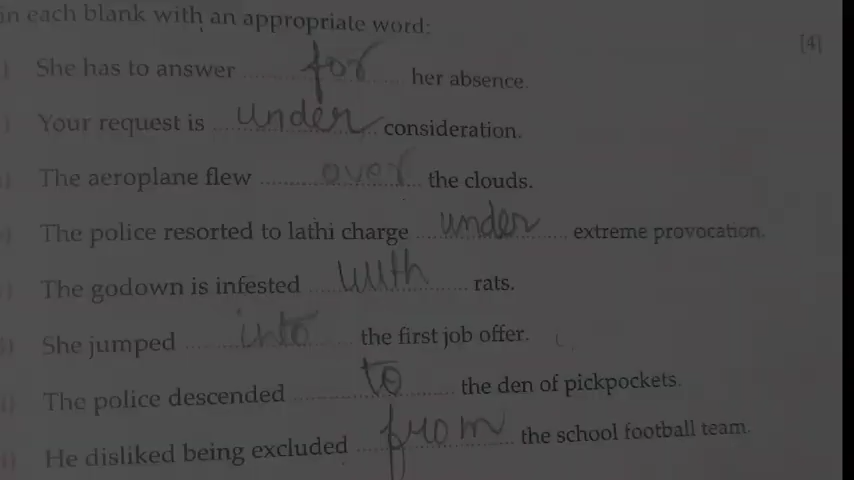 in each blank with an appropriate word:
[4]
She has to answer for her absence.
Your request is under consideration.
The aeroplane flew over the clouds.
The police resorted to lathi charge under extreme provocation.
The godown is infested with rats.
She jumped into the first job offer.
The police descended to the den of pickpockets.
He disliked being excluded from the school football team.